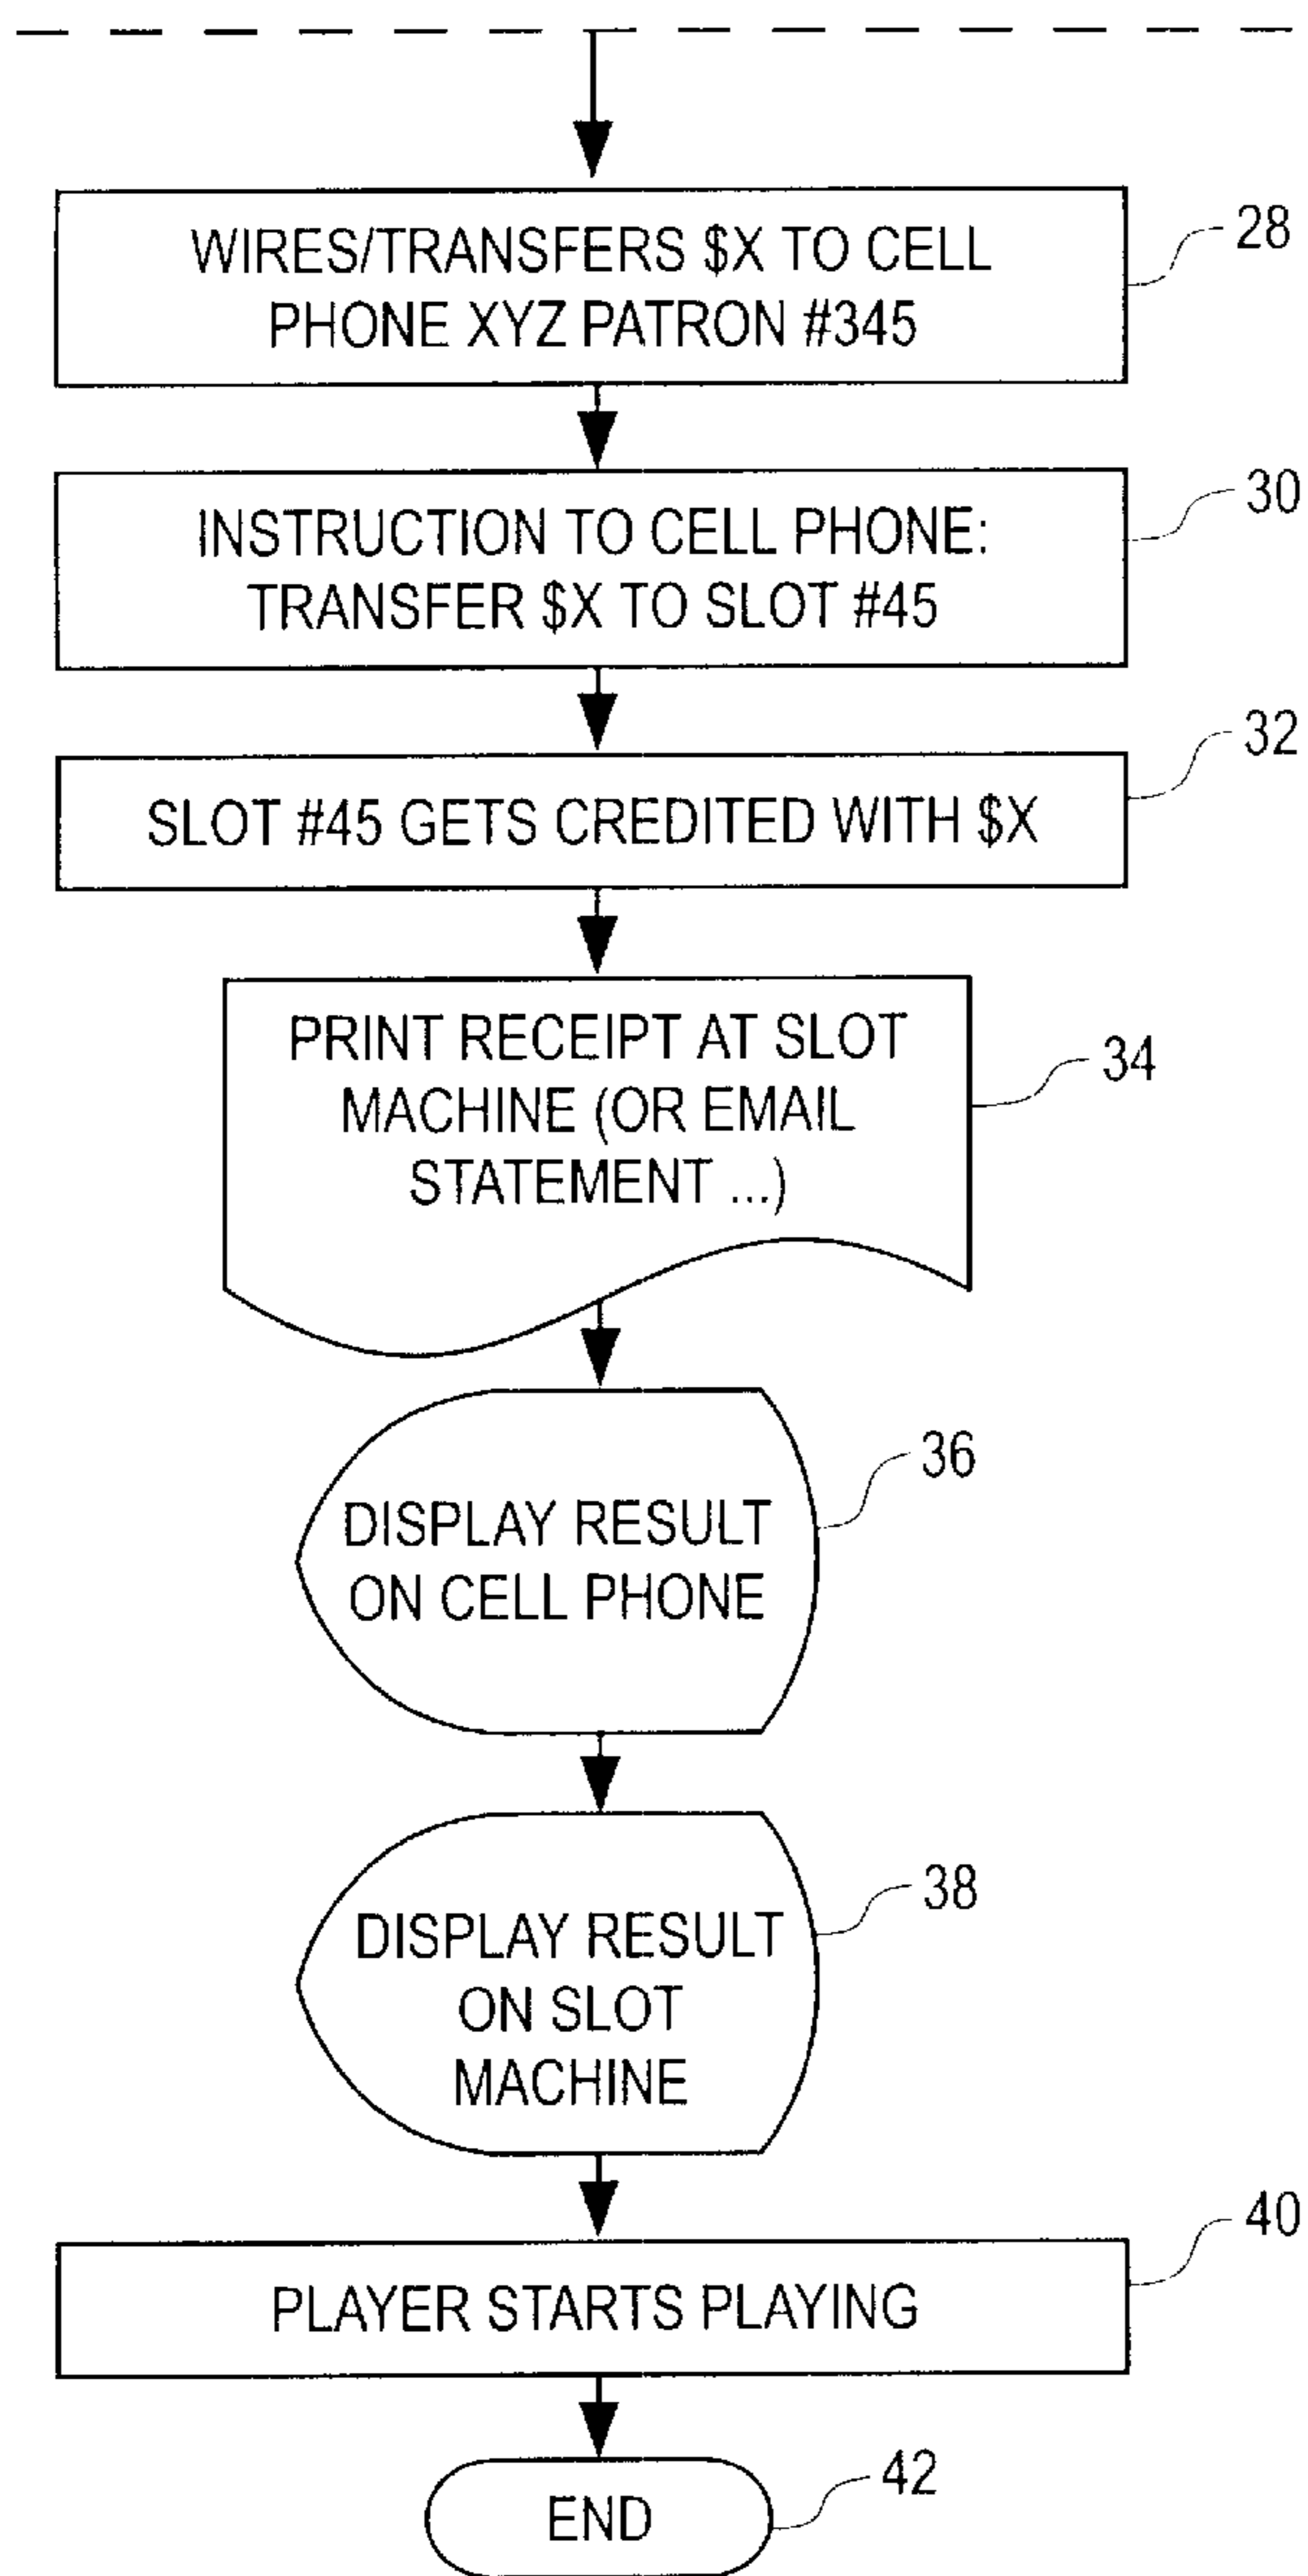 WIRES/TRANSFERS $X TO CELL
PHONE XYZ PATRON #345
28
INSTRUCTION TO CELL PHONE:
TRANSFER $X TO SLOT #45
30
32
SLOT #45 GETS CREDITED WITH $X
PRINT RECEIPT AT SLOT
MACHINE (OR EMAIL
STATEMENT ...)
34
36
DISPLAY RESULT
ON CELL PHONE
38
DISPLAY RESULT
ON SLOT
MACHINE
40
PLAYER STARTS PLAYING
42
END